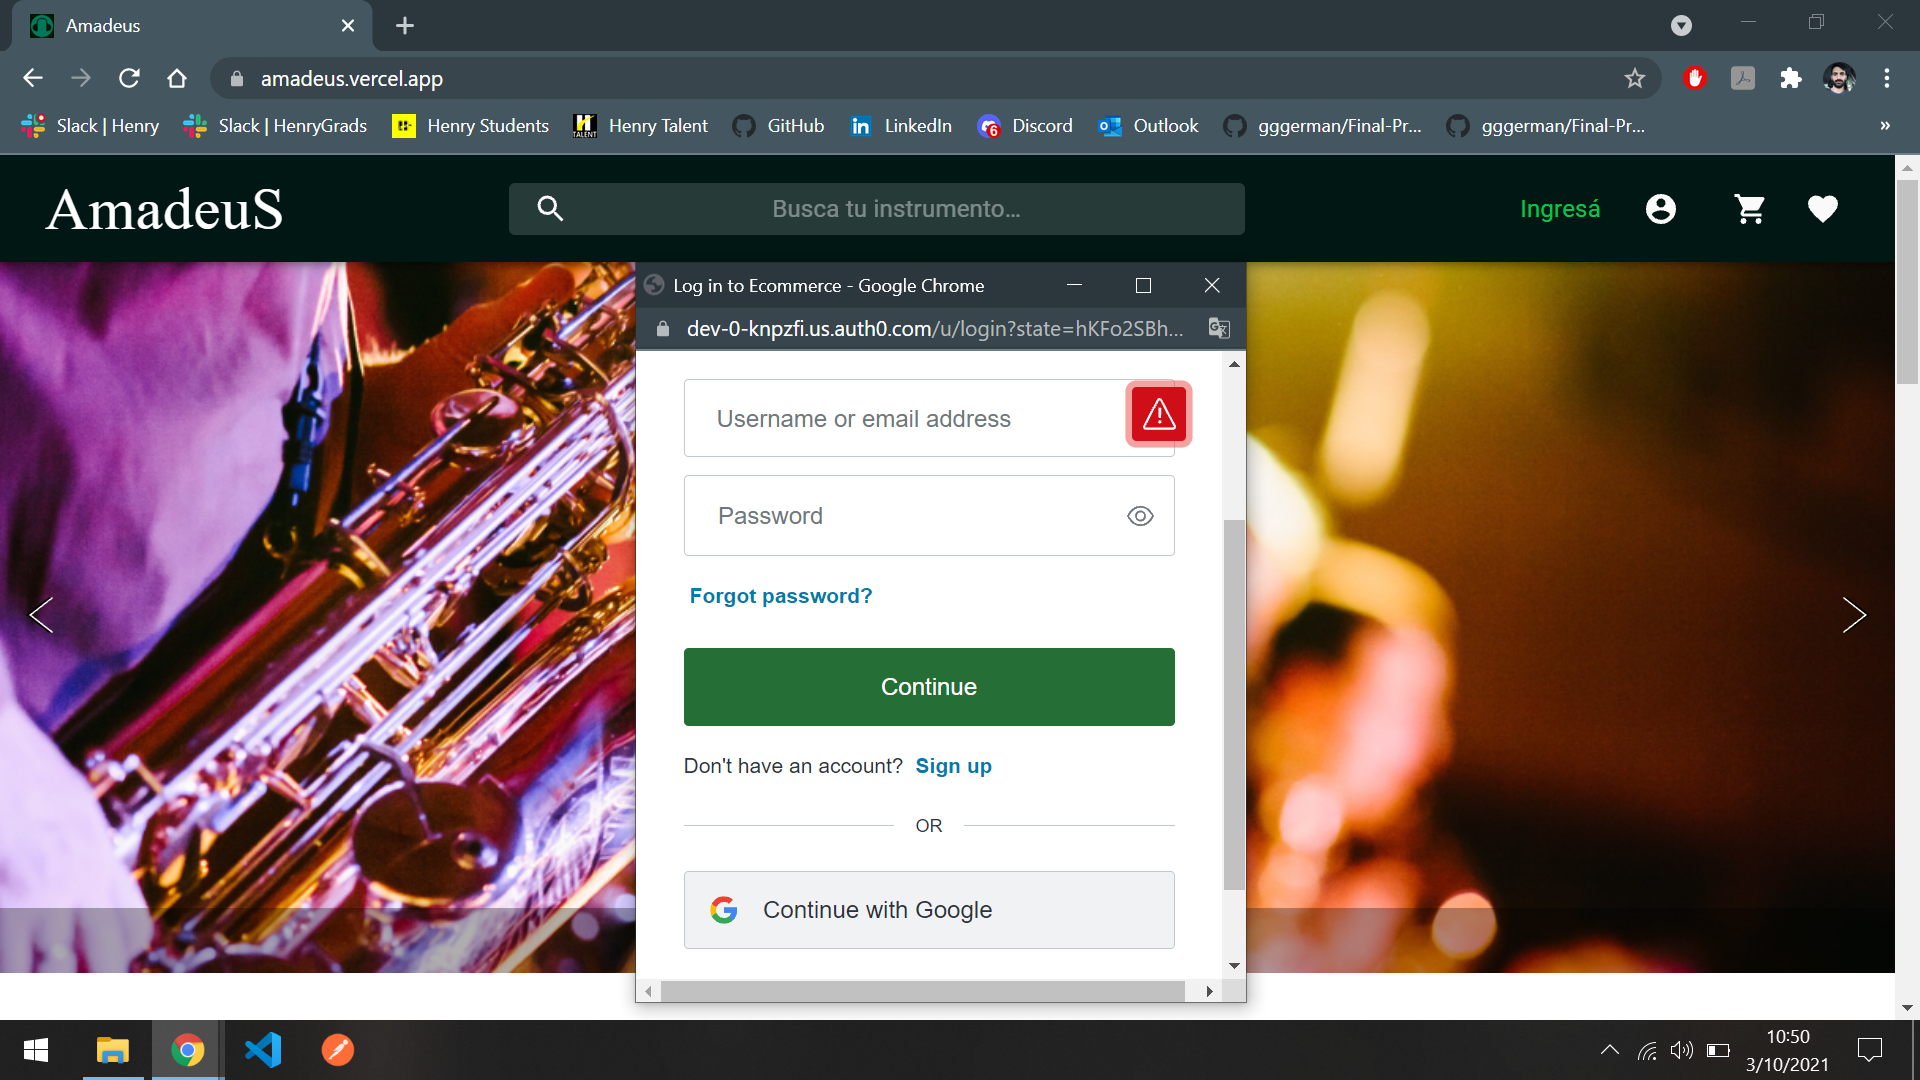 Amadeus
amadeus.vercel.app
Slack | Henry
Slack | HenryGrads
Henry Students
TALENT
Henry Talent
GitHub
in
LinkedIn
6
Discord
Outlook
gggerman/Final-Pr...
gggerman/Final-Pr...
»
AmadeuS
Busca tu instrumento...
Ingresá
Log in to Ecommerce - Google Chrome
dev-0-knpzfi.us.auth0.com/u/login?state=hKFo2SBh...
Username or email address
Password
Forgot password?
Continue
Don't have an account? Sign up
OR
Continue with Google
10:50
3/10/2021